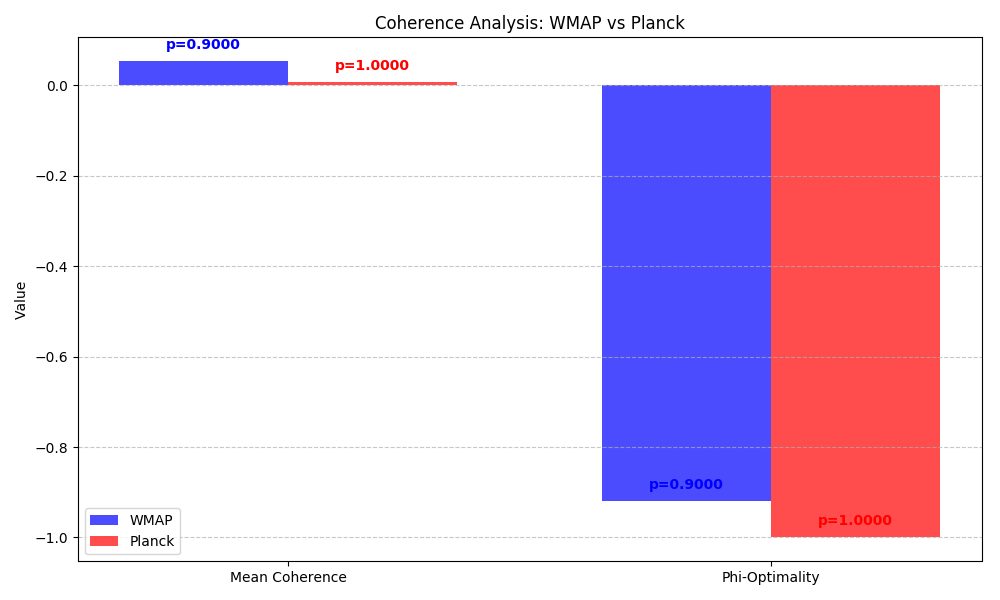 Coherence Analysis: WMAP vs Planck
p=0.9000
p=1.0000
0.0
−0.2
−0.4
−0.6
−0.8
−1.0
Value
p=0.9000
p=1.0000
WMAP
Planck
Mean Coherence
Phi-Optimality